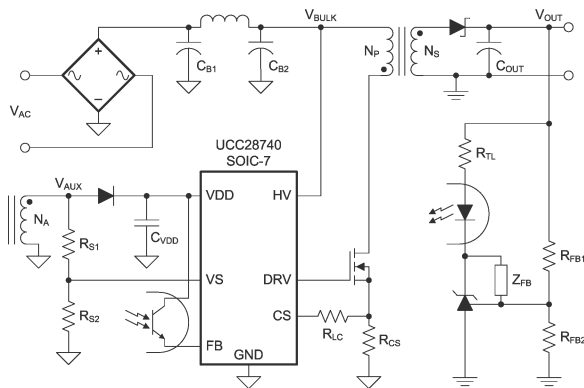 V_BULK
V_OUT
+
N_P
N_S
C_B1
C_B2
C_OUT
V_AC
−
UCC28740
SOIC-7
R_TL
V_AUX
VDD
HV
N_A
C_VDD
R_S1
Z_FB
R_FB1
VS
DRV
R_S2
CS
FB
R_LC
R_CS
R_FB2
GND